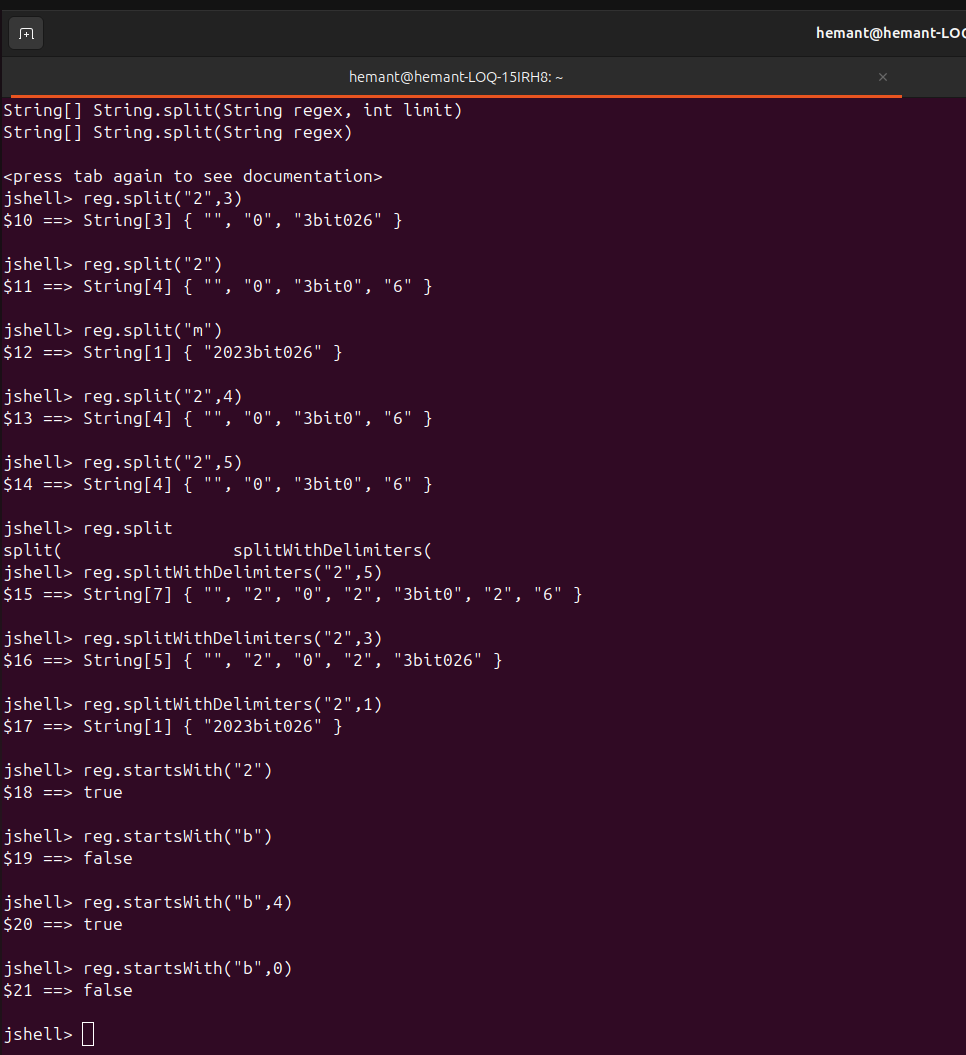 hemant@hemant-LOQ
hemant@hemant-LOQ-15IRH8: ~
String[] String.split(String regex, int limit)
String[] String.split(String regex)
<press tab again to see documentation>
jshell> reg.split("2",3)
$10 ==> String[3] { "", "0", "3bit026" }
jshell> reg.split("2")
$11 ==> String[4] { "", "0", "3bit0", "6" }
jshell> reg.split("m")
$12 ==> String[1] { "2023bit026" }
jshell> reg.split("2",4)
$13 ==> String[4] { "", "0", "3bit0", "6" }
jshell> reg.split("2",5)
$14 ==> String[4] { "", "0", "3bit0", "6" }
jshell> reg.split
split(                 splitWithDelimiters(
jshell> reg.splitWithDelimiters("2",5)
$15 ==> String[7] { "", "2", "0", "2", "3bit0", "2", "6" }
jshell> reg.splitWithDelimiters("2",3)
$16 ==> String[5] { "", "2", "0", "2", "3bit026" }
jshell> reg.splitWithDelimiters("2",1)
$17 ==> String[1] { "2023bit026" }
jshell> reg.startsWith("2")
$18 ==> true
jshell> reg.startsWith("b")
$19 ==> false
jshell> reg.startsWith("b",4)
$20 ==> true
jshell> reg.startsWith("b",0)
$21 ==> false
jshell>